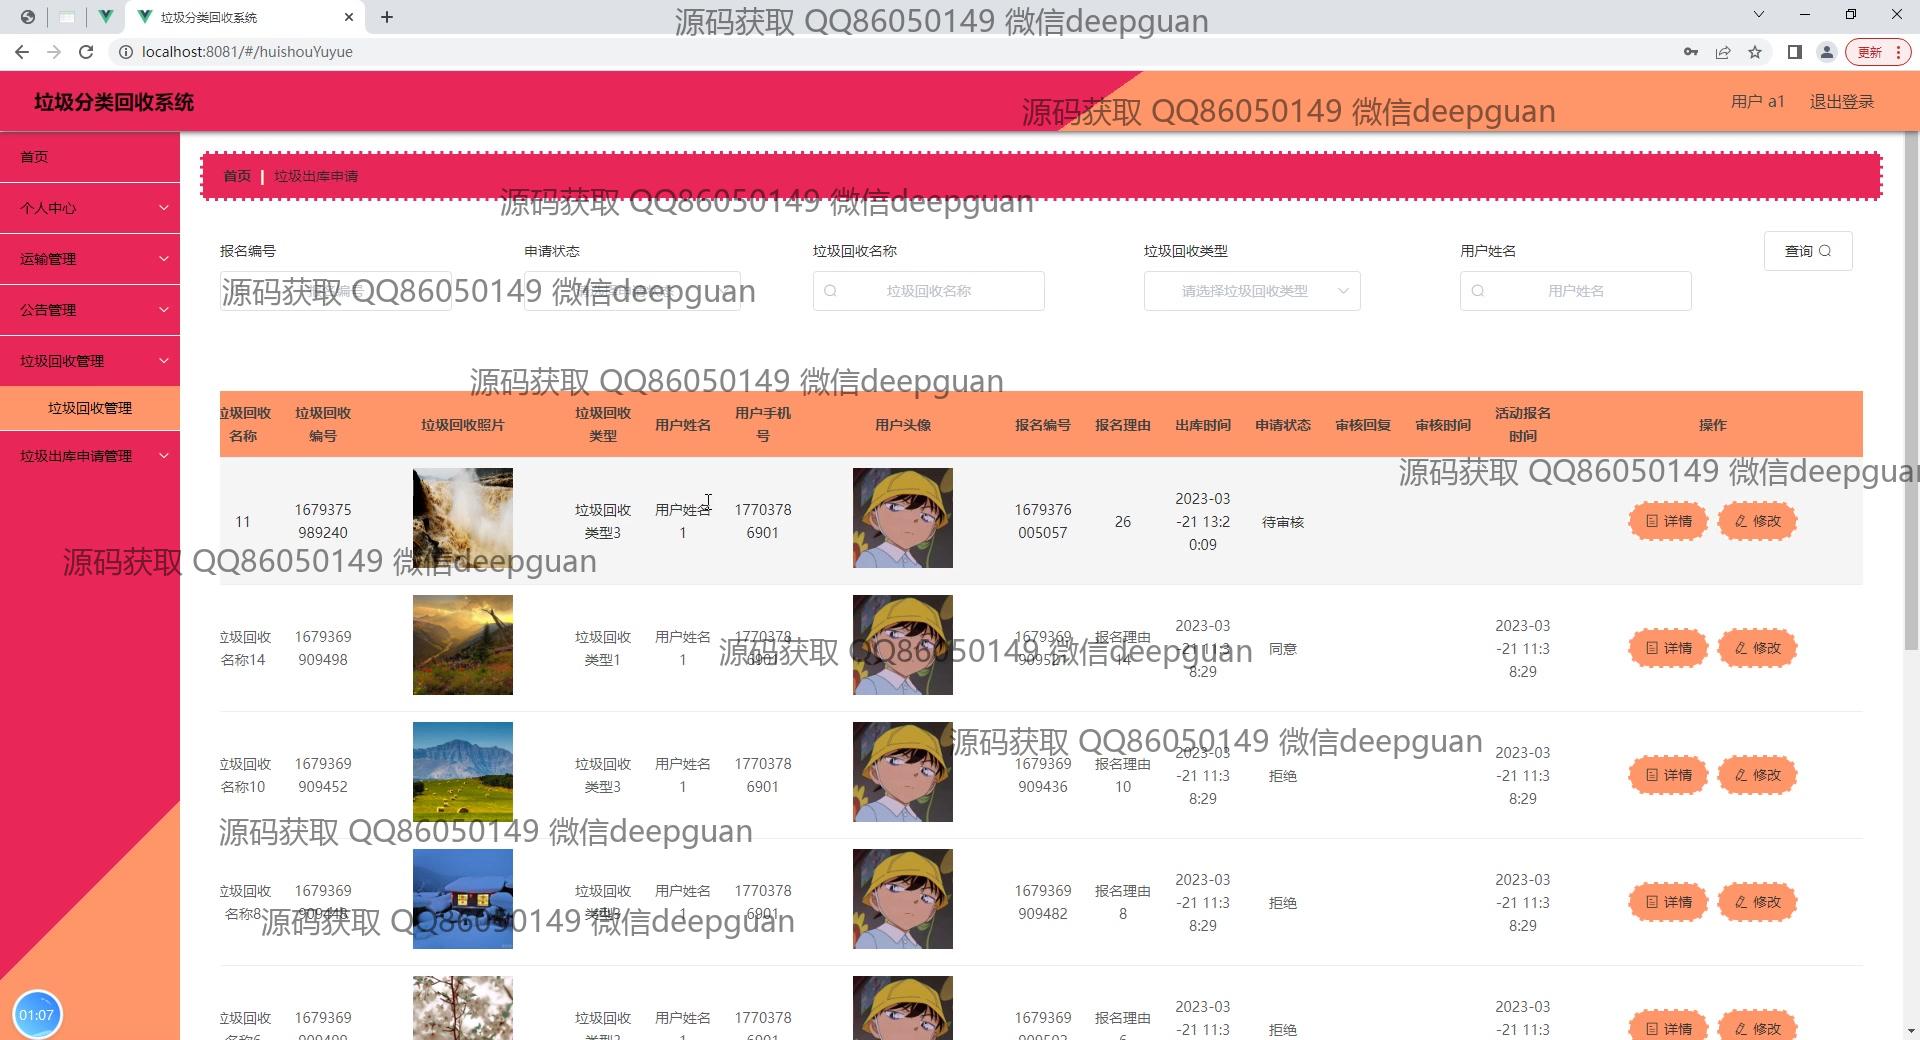 垃圾分类回收系统
源码获取 QQ86050149 微信deepguan
localhost:8081/#/huishouYuyue
更新
垃圾分类回收系统
源码获取 QQ86050149 微信deepguan
用户 a1 退出登录
首页
个人中心
运输管理
公告管理
垃圾回收管理
垃圾回收管理
垃圾出库申请管理
首页 | 垃圾出库申请
源码获取 QQ86050149 微信deepguan
报名编号 申请状态 垃圾回收名称 垃圾回收类型 用户姓名 查询
源码获取 QQ86050149 微信deepguan
垃圾回收名称 请选择垃圾回收类型 用户姓名
源码获取 QQ86050149 微信deepguan
垃圾回收名称 垃圾回收编号 垃圾回收照片 垃圾回收类型 用户姓名 用户手机号 用户头像 报名编号 报名理由 出库时间 申请状态 审核回复 审核时间 活动报名时间 操作
源码获取 QQ86050149 微信deepguan
11 1679375989240 垃圾回收类型3 用户姓名1 17703786901 1679376005057 26 2023-03-21 13:20:09 待审核 详情 修改
源码获取 QQ86050149 微信deepguan
垃圾回收名称14 1679369909498 垃圾回收类型1 用户姓名1 17703786901 报名理由14 2023-03-21 11:38:29 同意 2023-03-21 11:38:29 详情 修改
源码获取 QQ86050149 微信deepguan
源码获取 QQ86050149 微信deepguan
垃圾回收名称10 1679369909452 垃圾回收类型3 用户姓名1 17703786901 1679369909436 报名理由10 2023-03-21 11:38:29 拒绝 2023-03-21 11:38:29 详情 修改
源码获取 QQ86050149 微信deepguan
垃圾回收名称8 1679369909448 垃圾回收类型3 用户姓名1 17703786901 1679369909482 报名理由8 2023-03-21 11:38:29 拒绝 2023-03-21 11:38:29 详情 修改
源码获取 QQ86050149 微信deepguan
垃圾回收 1679369 垃圾回收 用户姓名 1770378 1679369 报名理由 2023-03-21 11:3 拒绝 2023-03-21 11:3 详情 修改
01:07